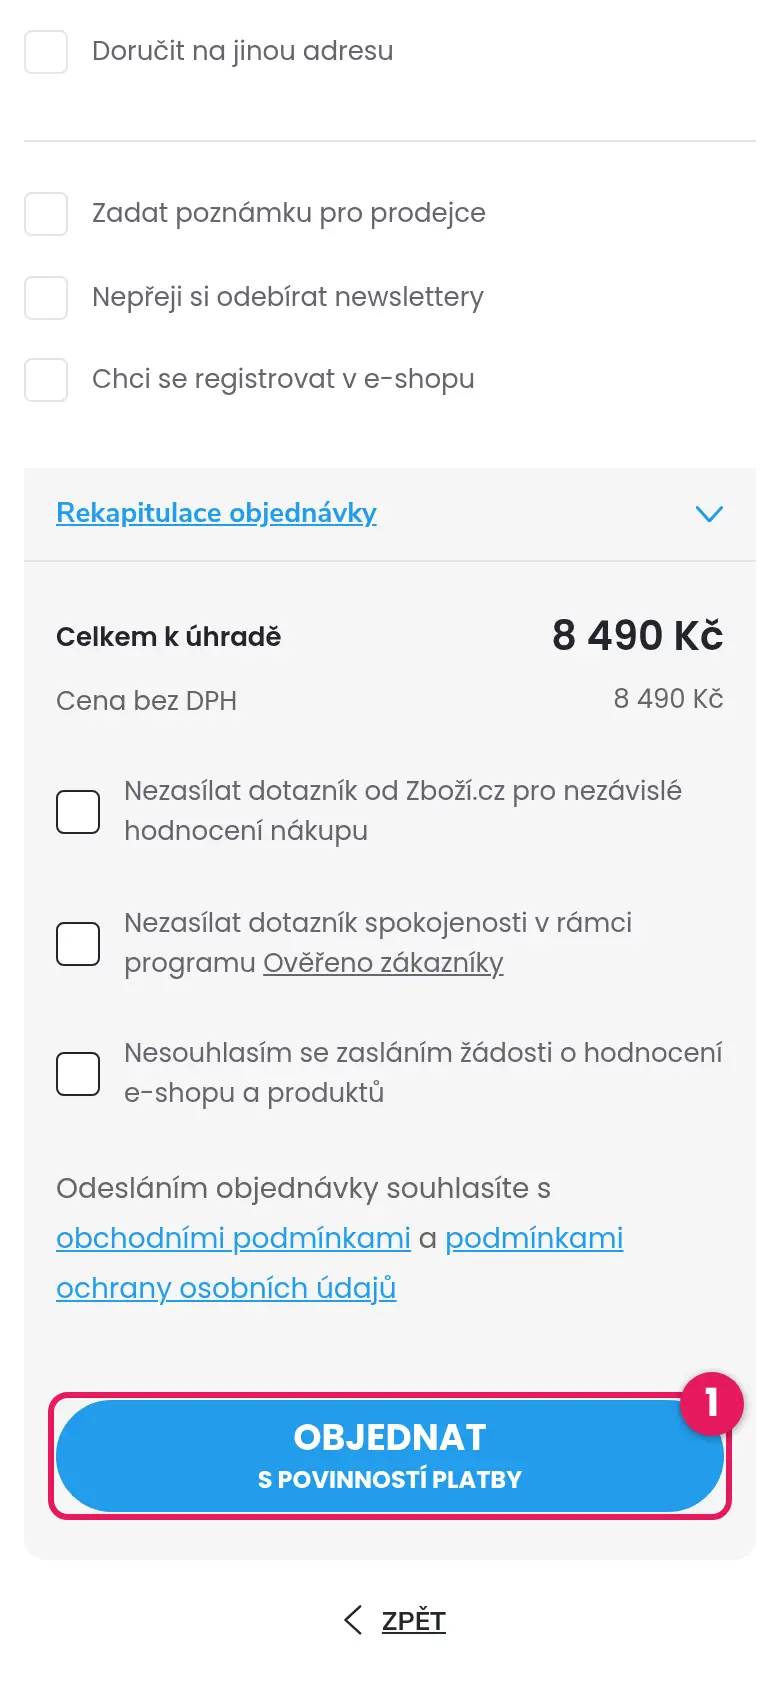 Doručit na jinou adresu
Zadat poznámku pro prodejce
Nepřeji si odebírat newslettery
Chci se registrovat v e-shopu
Rekapitulace objednávky
Celkem k úhradě
8 490 Kč
Cena bez DPH
8 490 Kč
Nezasílat dotazník od Zboží.cz pro nezávislé
hodnocení nákupu
Nezasílat dotazník spokojenosti v rámci
programu Ověřeno zákazníky
Nesouhlasím se zasláním žádosti o hodnocení
e-shopu a produktů
Odesláním objednávky souhlasíte s
obchodními podmínkami a podmínkami
ochrany osobních údajů
1
OBJEDNAT
S POVINNOSTÍ PLATBY
ZPĚT